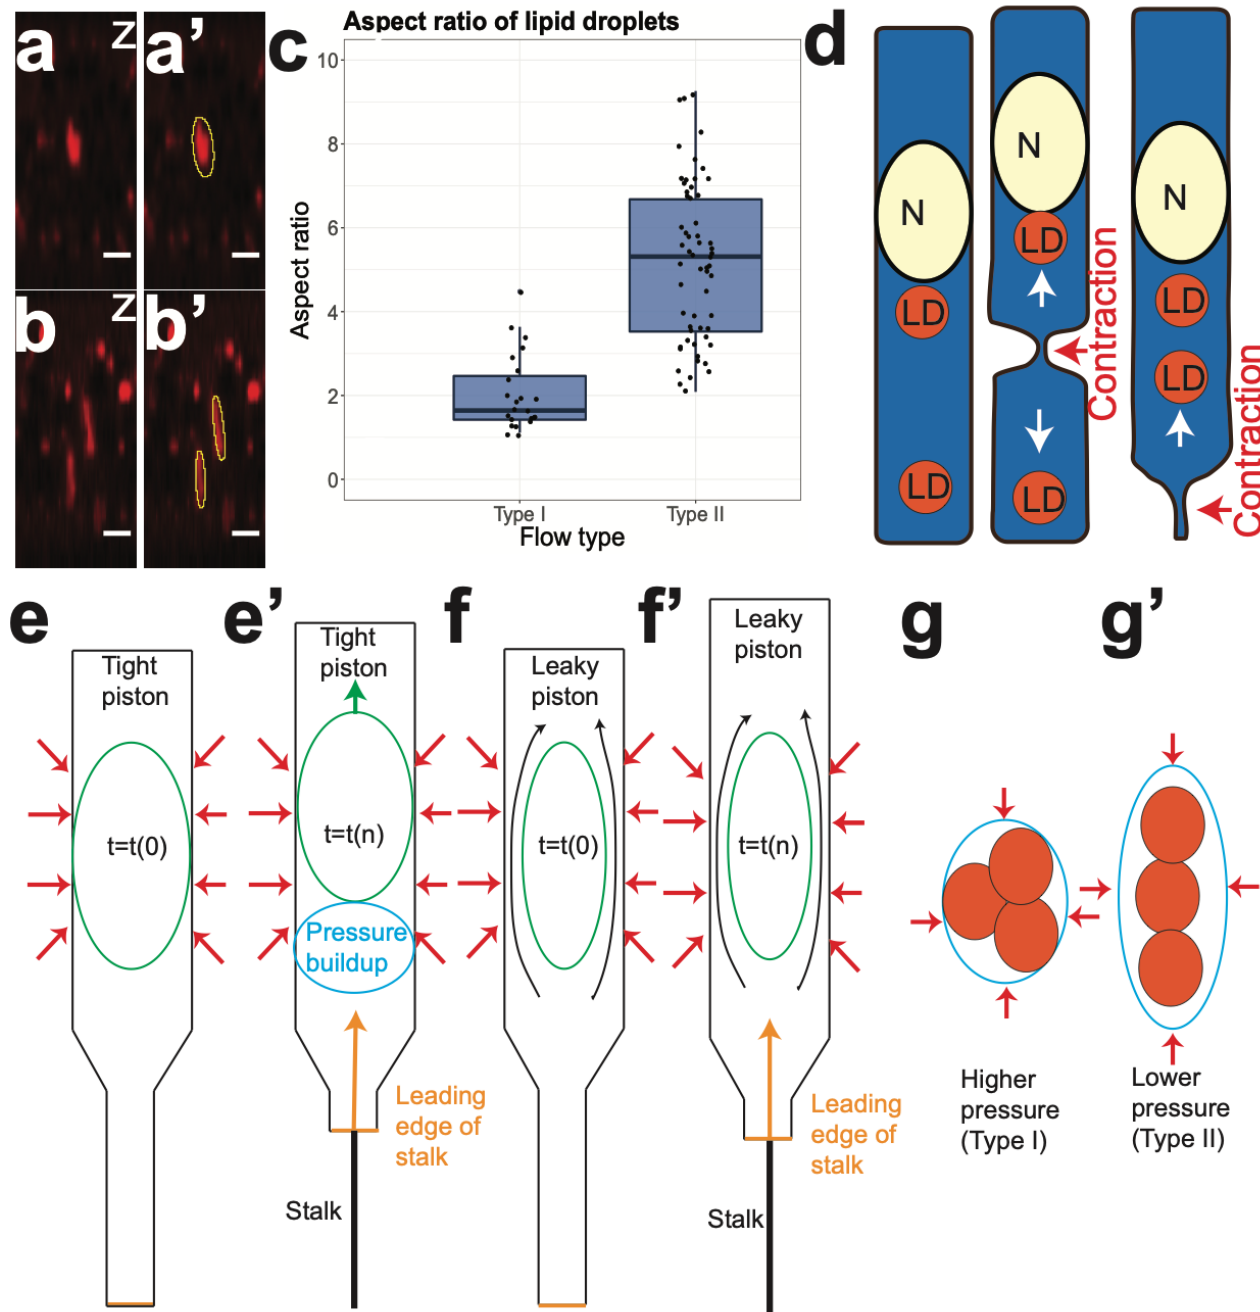 a
Z
a’
b
Z
b’
c
Aspect ratio of lipid droplets
10
8
6
4
2
0
Aspect ratio
Type I
Type II
Flow type
d
N
LD
LD
N
LD
LD
Contraction
N
LD
LD
Contraction
e
Tight
piston
t=t(0)
e’
Tight
piston
t=t(n)
Pressure
buildup
Leading
edge of
stalk
Stalk
f
Leaky
piston
t=t(0)
f’
Leaky
piston
t=t(n)
Leading
edge of
stalk
Stalk
g
Higher
pressure
(Type I)
g’
Lower
pressure
(Type II)